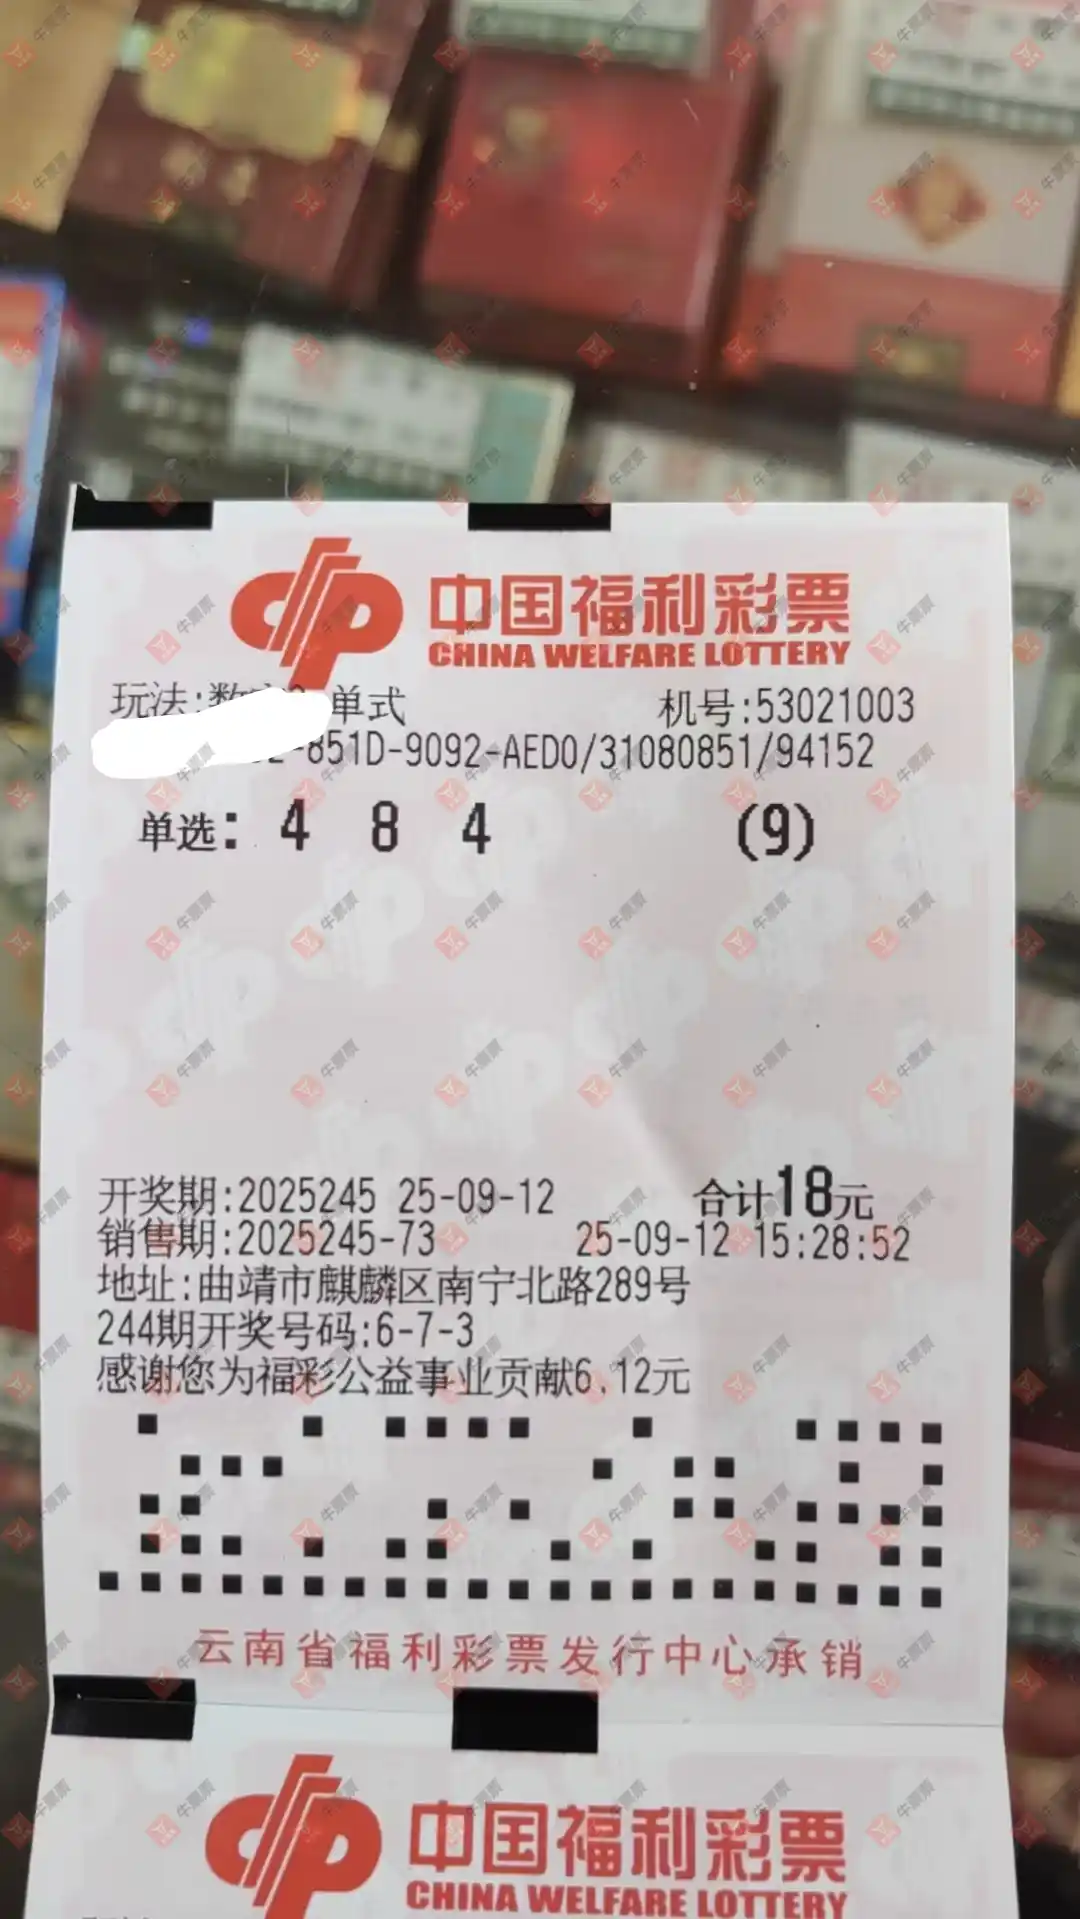 中国福利彩票
CHINA WELFARE LOTTERY
玩法:数 单式 机号:53021003
-851D-9092-AED0/31080851/94152
单选: 4 8 4 (9)
开奖期:2025245 25-09-12 合计18元
销售期:2025245-73 25-09-12 15:28:52
地址:曲靖市麒麟区南宁北路289号
244期开奖号码:6-7-3
感谢您为福彩公益事业贡献6.12元
云南省福利彩票发行中心承销
中国福利彩票
CHINA WELFARE LOTTERY
牛票票